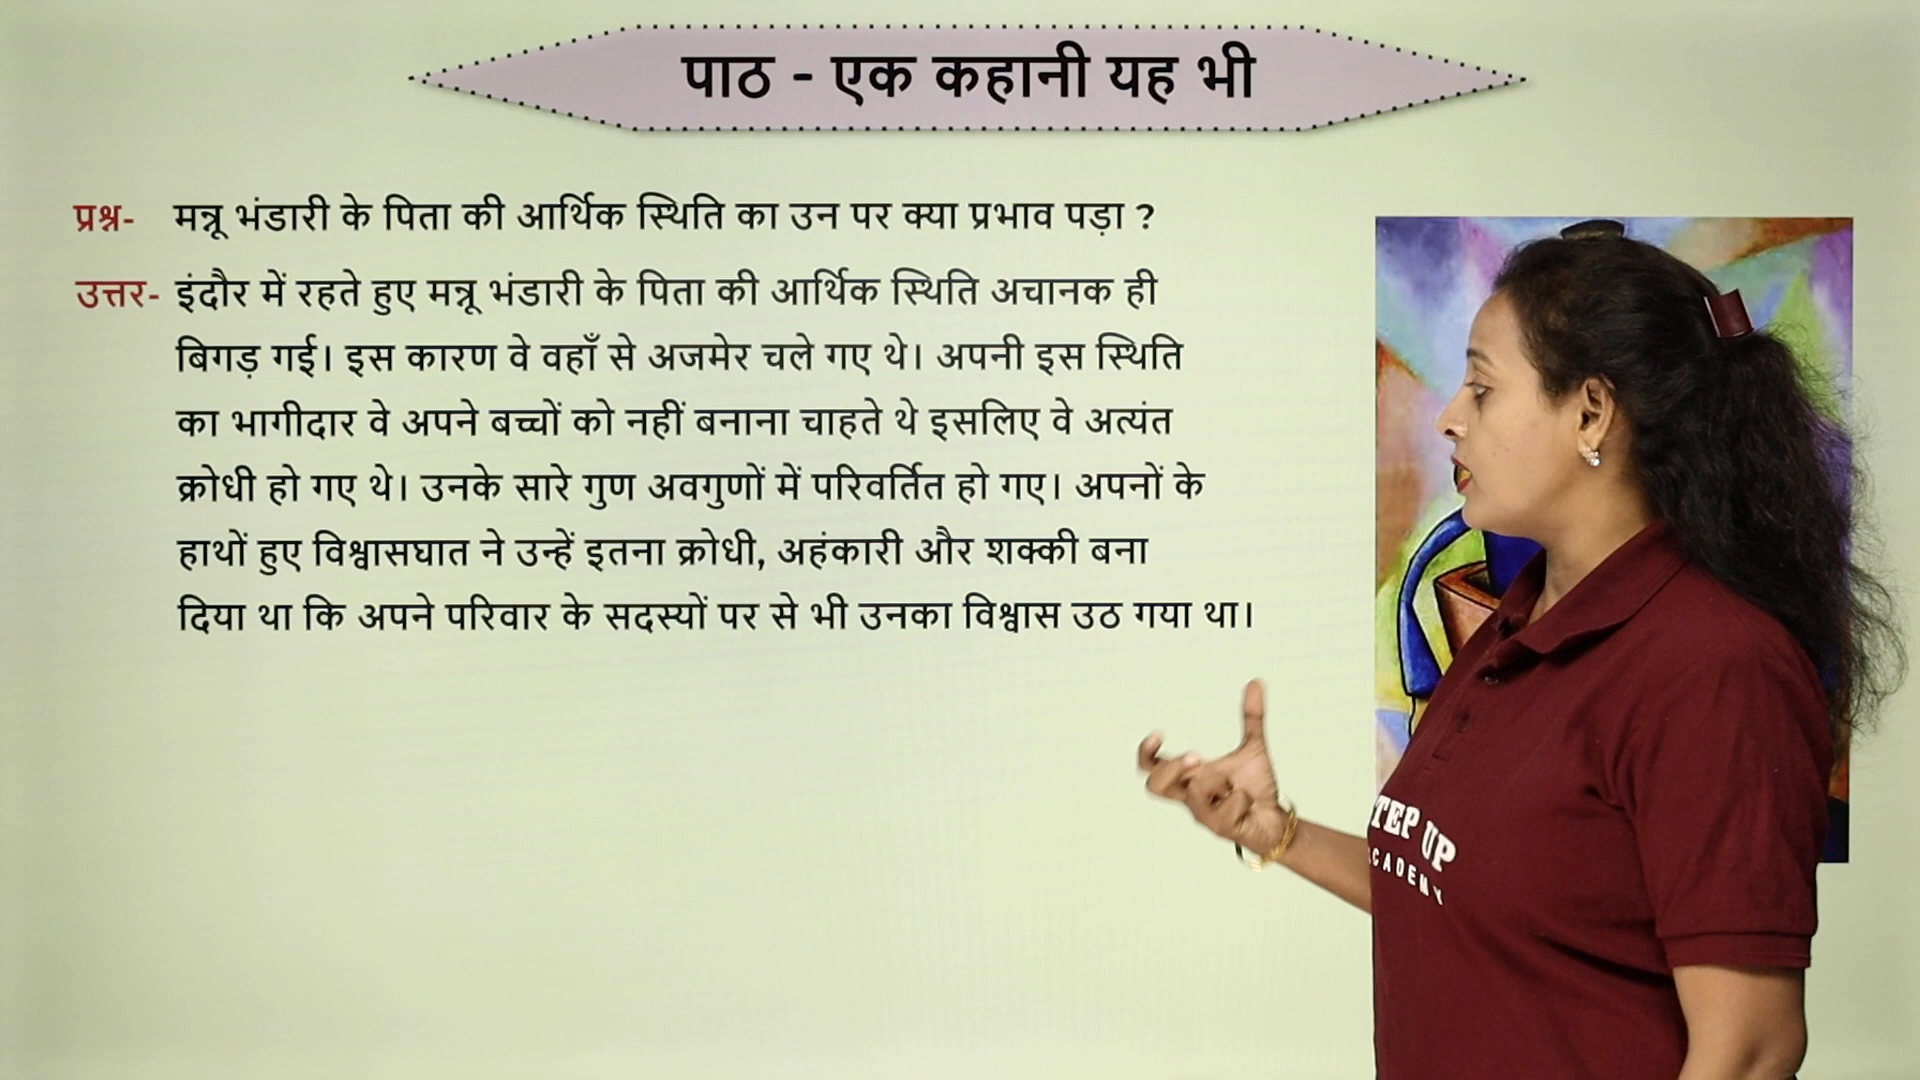 पाठ - एक कहानी यह भी
प्रश्न- मन्नू भंडारी के पिता की आर्थिक स्थिति का उन पर क्या प्रभाव पड़ा ?
उत्तर- इंदौर में रहते हुए मन्नू भंडारी के पिता की आर्थिक स्थिति अचानक ही
बिगड़ गई। इस कारण वे वहाँ से अजमेर चले गए थे। अपनी इस स्थिति
का भागीदार वे अपने बच्चों को नहीं बनाना चाहते थे इसलिए वे अत्यंत
क्रोधी हो गए थे। उनके सारे गुण अवगुणों में परिवर्तित हो गए। अपनों के
हाथों हुए विश्वासघात ने उन्हें इतना क्रोधी, अहंकारी और शक्की बना
दिया था कि अपने परिवार के सदस्यों पर से भी उनका विश्वास उठ गया था।
TEP UP
CADEMY